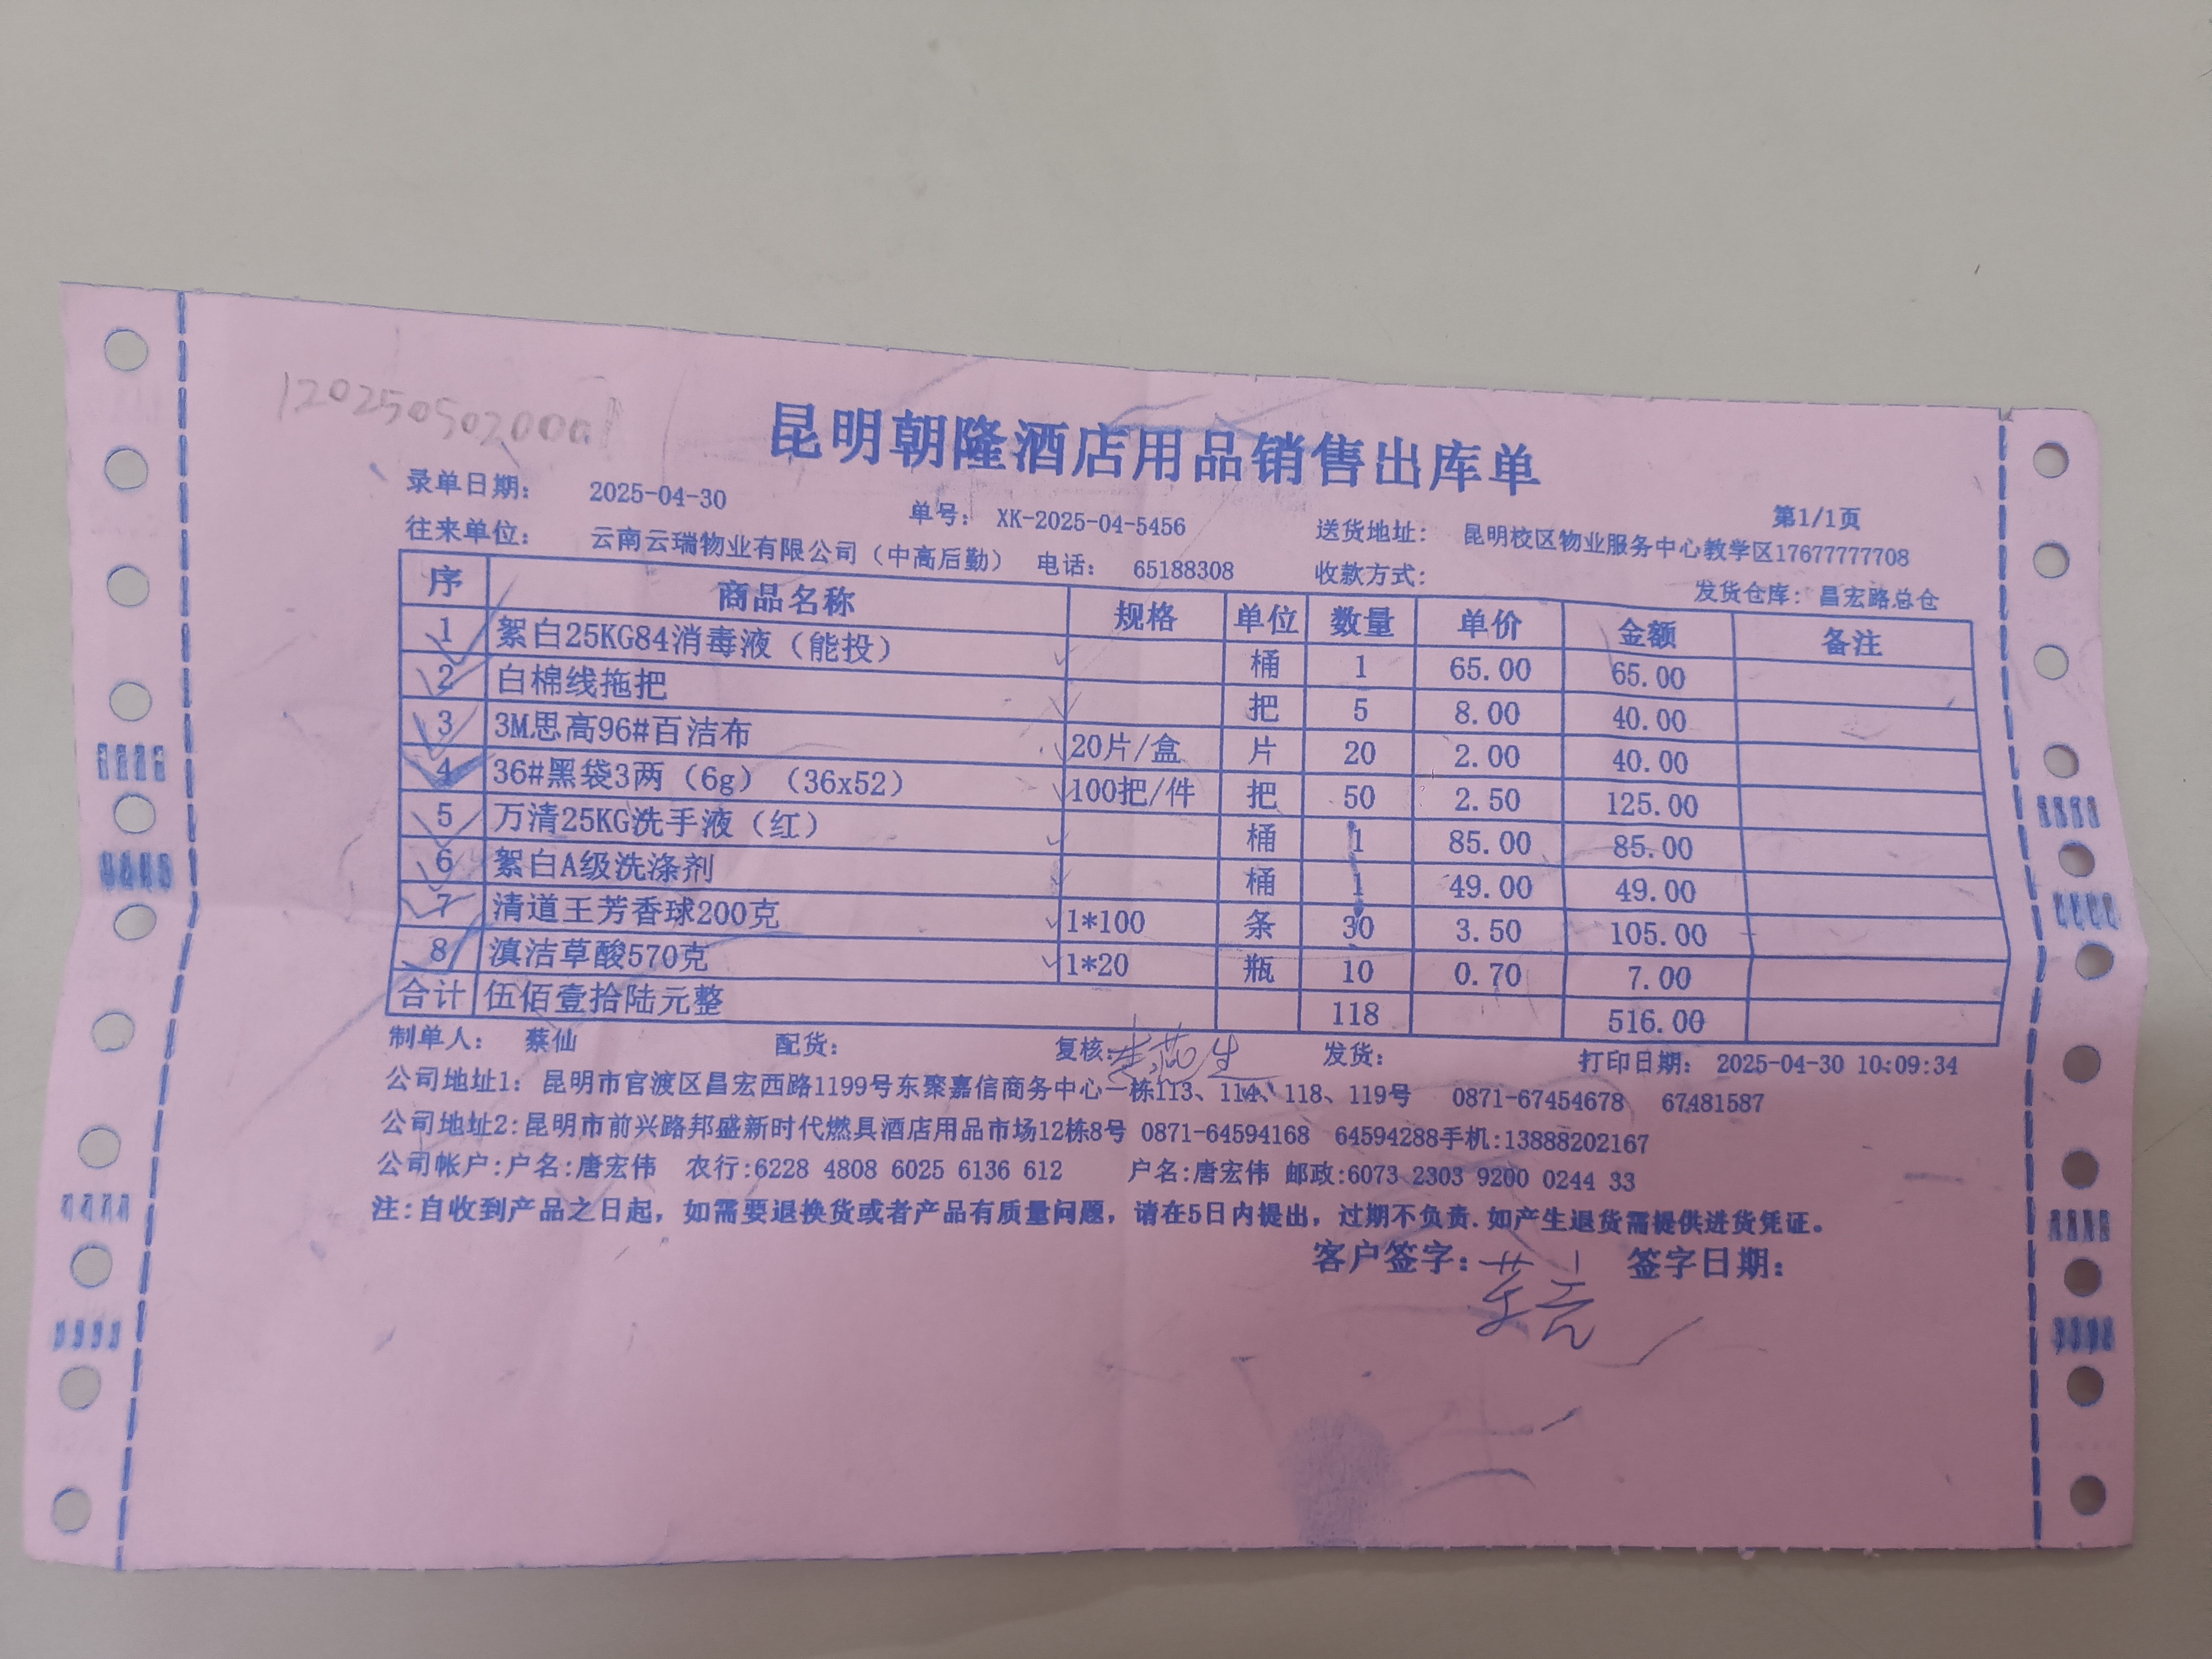 1202505020001
昆明朝隆酒店用品销售出库单
录单日期: 2025-04-30 单号: XK-2025-04-5456 送货地址: 昆明校区物业服务中心教学区17677777708 第1/1页
往来单位: 云南云瑞物业有限公司（中高后勤） 电话: 65188308 收款方式: 发货仓库: 昌宏路总仓
序 商品名称 规格 单位 数量 单价 金额 备注
1 絮白25KG84消毒液（能投） 桶 1 65.00 65.00
2 白棉线拖把 把 5 8.00 40.00
3 3M思高96#百洁布 20片/盒 片 20 2.00 40.00
4 36#黑袋3两（6g）（36x52） 100把/件 把 50 2.50 125.00
5 万清25KG洗手液（红） 桶 1 85.00 85.00
6 絮白A级洗涤剂 桶 1 49.00 49.00
7 清道王芳香球200克 1*100 条 30 3.50 105.00
8 滇洁草酸570克 1*20 瓶 10 0.70 7.00
合计 伍佰壹拾陆元整 118 516.00
制单人: 蔡仙 配货: 复核: 发货: 打印日期: 2025-04-30 10:09:34
公司地址1: 昆明市官渡区昌宏西路1199号东聚嘉信商务中心一栋113、114、118、119号 0871-67454678 67481587
公司地址2:昆明市前兴路邦盛新时代燃具酒店用品市场12栋8号 0871-64594168 64594288手机:13888202167
公司帐户:户名:唐宏伟 农行:6228 4808 6025 6136 612 户名:唐宏伟 邮政:6073 2303 9200 0244 33
注:自收到产品之日起，如需要退换货或者产品有质量问题，请在5日内提出，过期不负责.如产生退货需提供进货凭证。
客户签字: 签字日期: